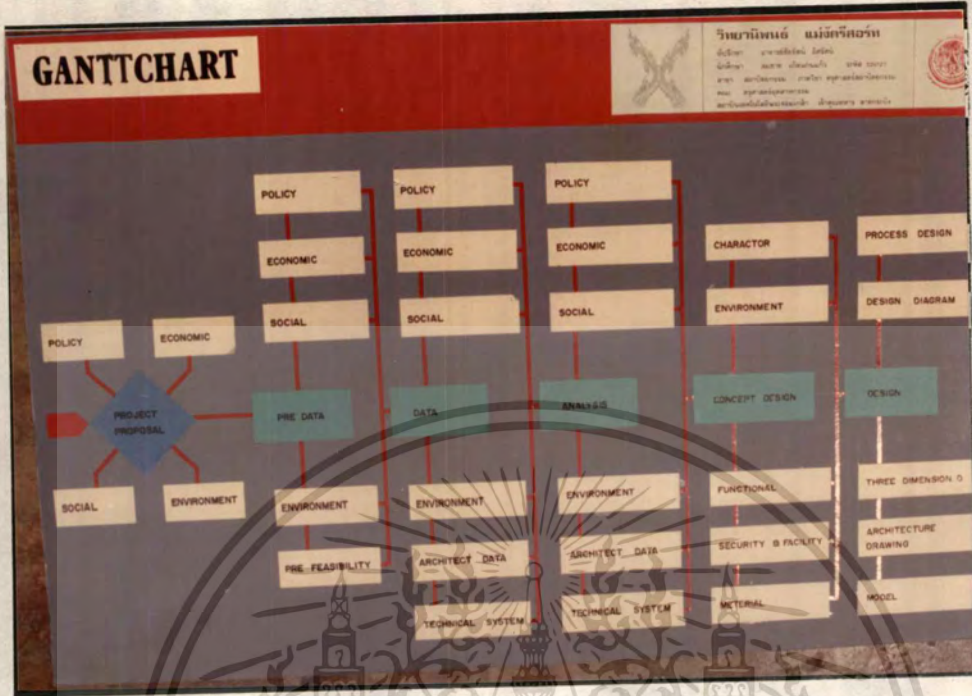 GANTTCHART
วิทยานิพนธ์ แม่งัดรีสอร์ท
POLICY
ECONOMIC
PROJECT
PROPOSAL
SOCIAL
ENVIRONMENT
POLICY
ECONOMIC
SOCIAL
PRE DATA
ENVIRONMENT
PRE FEASIBILITY
POLICY
ECONOMIC
SOCIAL
DATA
ENVIRONMENT
ARCHITECT DATA
TECHNICAL SYSTEM
POLICY
ECONOMIC
SOCIAL
ANALYSIS
ENVIRONMENT
ARCHITECT DATA
TECHNICAL SYSTEM
CHARACTOR
ENVIRONMENT
CONCEPT DESIGN
FUNCTIONAL
SECURITY & FACILITY
METERIAL
PROCESS DESIGN
DESIGN DIAGRAM
DESIGN
THREE DIMENSION D
ARCHITECTURE
DRAWING
MODEL